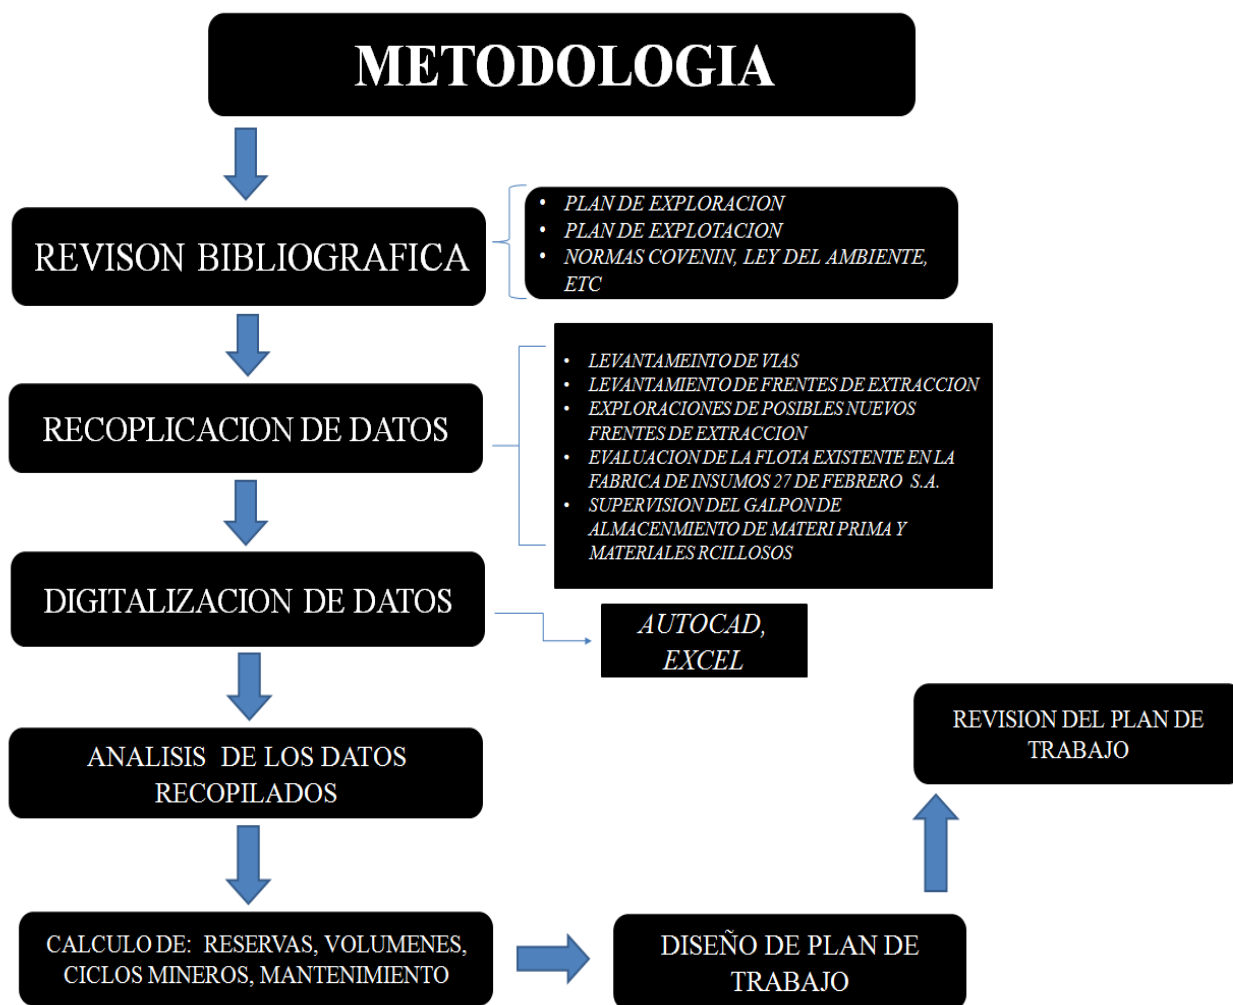 METODOLOGIA
REVISON BIBLIOGRAFICA
• PLAN DE EXPLORACION
• PLAN DE EXPLOTACION
• NORMAS COVENIN, LEY DEL AMBIENTE,
ETC
RECOPLICACION DE DATOS
• LEVANTAMEINTO DE VIAS
• LEVANTAMIENTO DE FRENTES DE EXTRACCION
• EXPLORACIONES DE POSIBLES NUEVOS
FRENTES DE EXTRACCION
• EVALUACION DE LA FLOTA EXISTENTE EN LA
FABRICA DE INSUMOS 27 DE FEBRERO S.A.
• SUPERVISION DEL GALPON DE
ALMACENMIENTO DE MATERI PRIMA Y
MATERIALES RCILLOSOS
DIGITALIZACION DE DATOS
AUTOCAD,
EXCEL
ANALISIS DE LOS DATOS
RECOPILADOS
CALCULO DE: RESERVAS, VOLUMENES,
CICLOS MINEROS, MANTENIMIENTO
DISEÑO DE PLAN DE
TRABAJO
REVISION DEL PLAN DE
TRABAJO